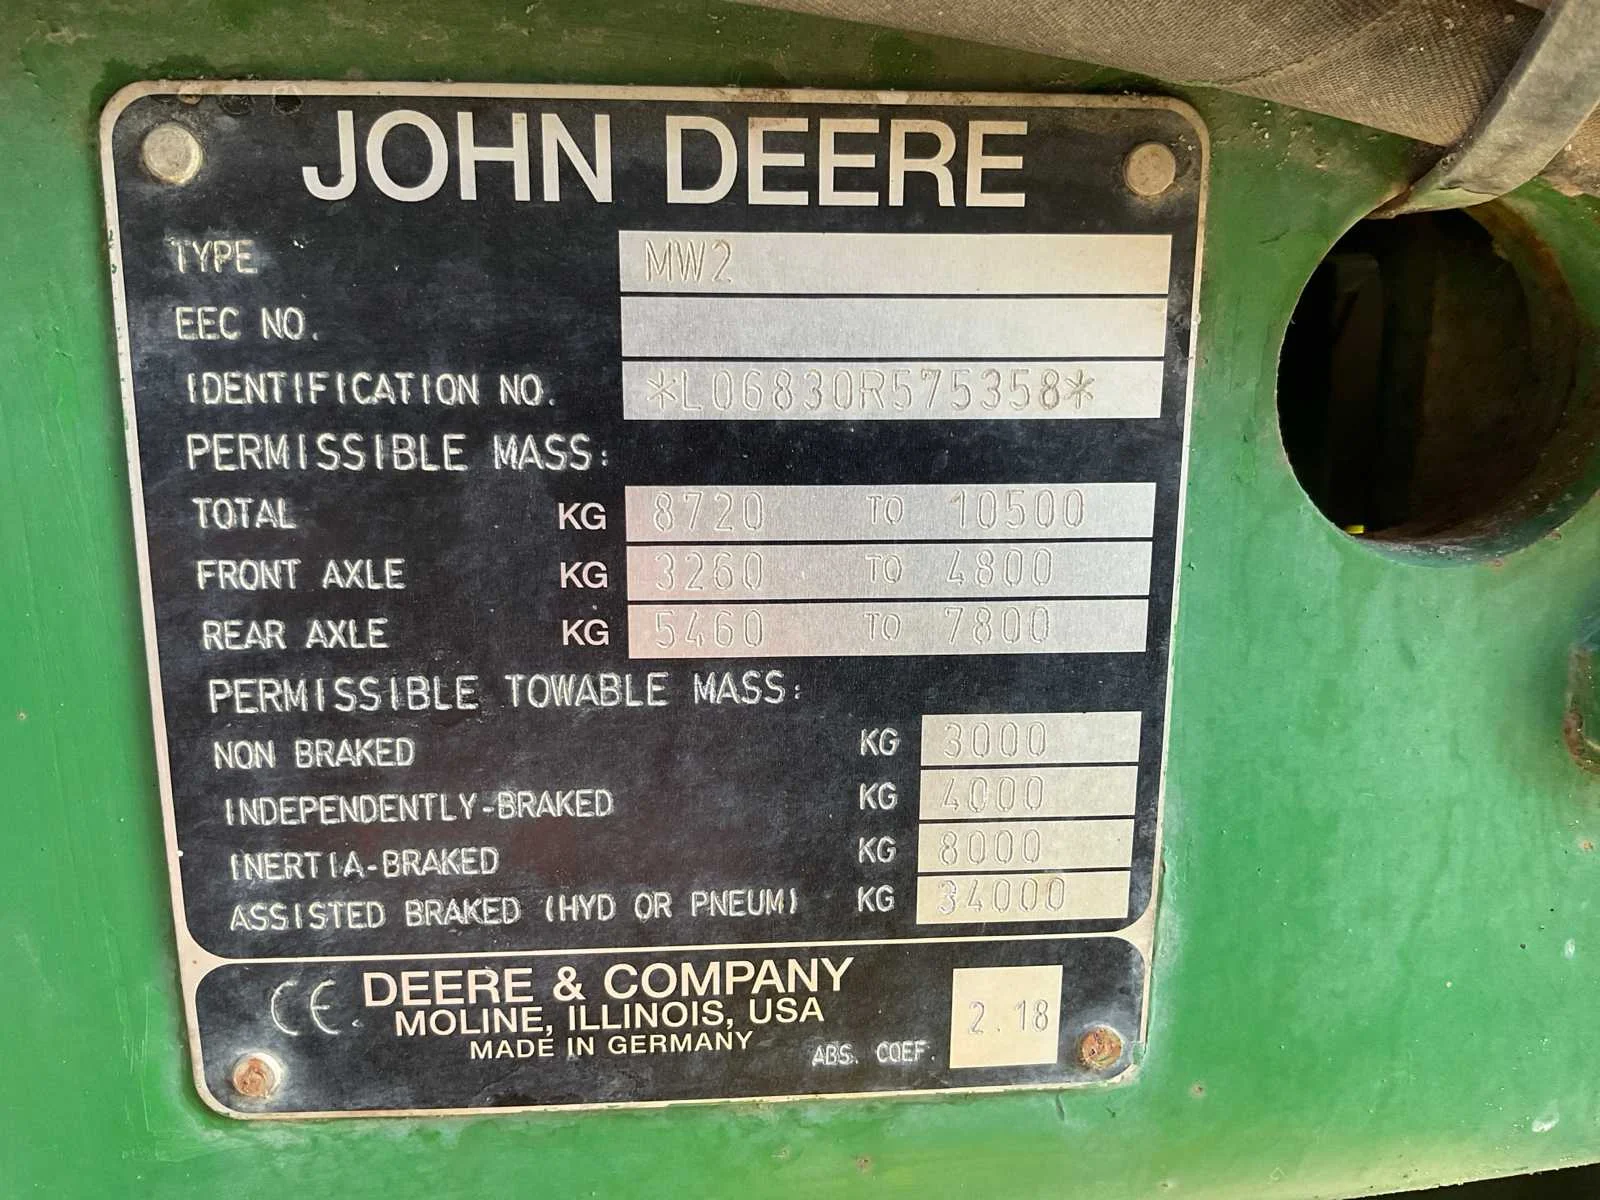 JOHN DEERE
TYPE MW2
EEC NO.
IDENTIFICATION NO. *L06830R575358*
PERMISSIBLE MASS:
TOTAL KG 8720 TO 10500
FRONT AXLE KG 3260 TO 4800
REAR AXLE KG 5460 TO 7800
PERMISSIBLE TOWABLE MASS:
NON BRAKED KG 3000
INDEPENDENTLY-BRAKED KG 4000
INERTIA-BRAKED KG 8000
ASSISTED BRAKED (HYD OR PNEUM) KG 34000
CE. DEERE & COMPANY
MOLINE, ILLINOIS, USA
MADE IN GERMANY
ABS. COEF. 2.18